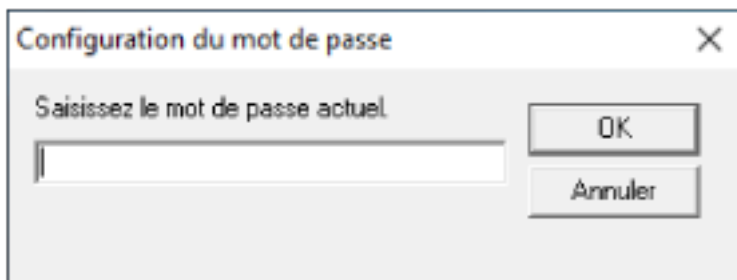 Configuration du mot de passe
Saisissez le mot de passe actuel.
OK
Annuler